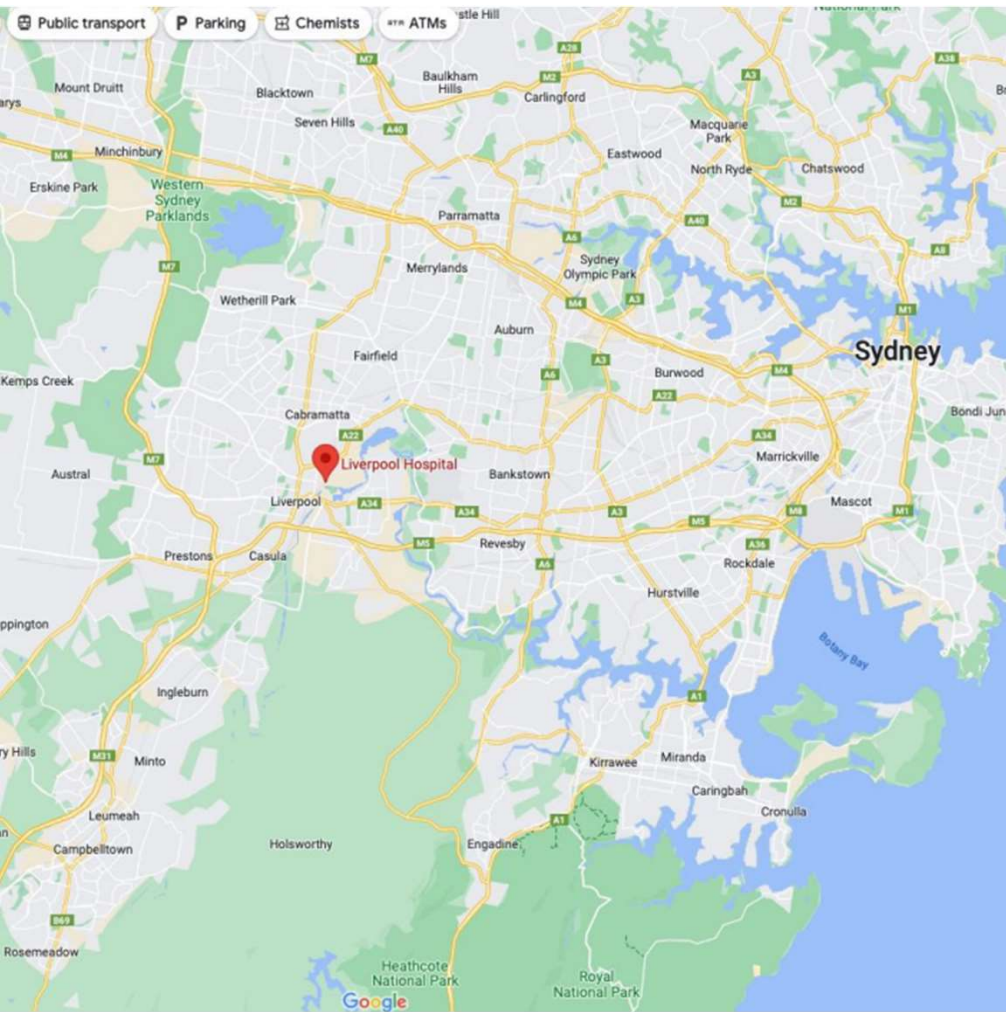 Public transport
Parking
Chemists
ATMs
stle Hill
A28
M7
A3
A38
Baulkham
Hills
M2
Mount Druitt
Blacktown
Carlingford
arys
Seven Hills
A40
Macquarie
Park
M4
Minchinbury
Eastwood
North Ryde
Chatswood
Erskine Park
Western
Sydney
Parklands
M2
Parramatta
A40
A6
A8
Sydney
Olympic Park
M7
Merrylands
Wetherill Park
M4
A3
M1
Auburn
Sydney
Fairfield
A3
Kemps Creek
A6
Burwood
M4
A22
Cabramatta
Bondi Jun
A22
A34
M7
Liverpool Hospital
Marrickville
Austral
Bankstown
Liverpool
A34
A34
A3
M5
M8
Mascot
M1
M5
Revesby
A36
Prestons
Casula
A6
Rockdale
Hurstville
ppington
Botany Bay
Ingleburn
A1
ry Hills
M31
Minto
Kirrawee
Miranda
Caringbah
Cronulla
Leumeah
A1
Campbelltown
Holsworthy
Engadine
B69
Rosemeadow
Heathcote
National Park
Royal
National Park
Google